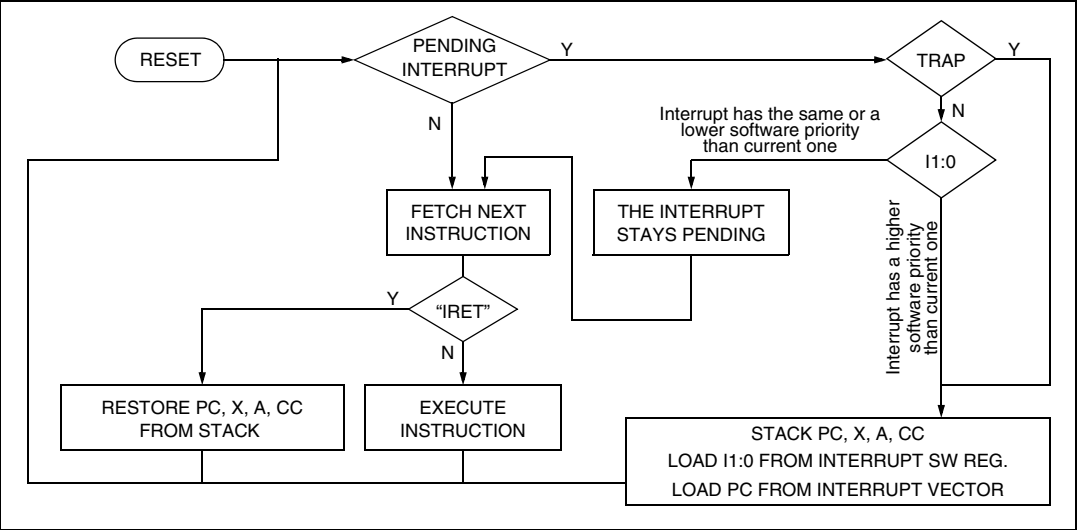 RESET
PENDING
INTERRUPT
Y
TRAP
Y
N
N
Interrupt has the same or a
lower software priority
than current one
I1:0
FETCH NEXT
INSTRUCTION
THE INTERRUPT
STAYS PENDING
Interrupt has a higher
software priority
than current one
Y
“IRET”
N
RESTORE PC, X, A, CC
FROM STACK
EXECUTE
INSTRUCTION
STACK PC, X, A, CC
LOAD I1:0 FROM INTERRUPT SW REG.
LOAD PC FROM INTERRUPT VECTOR